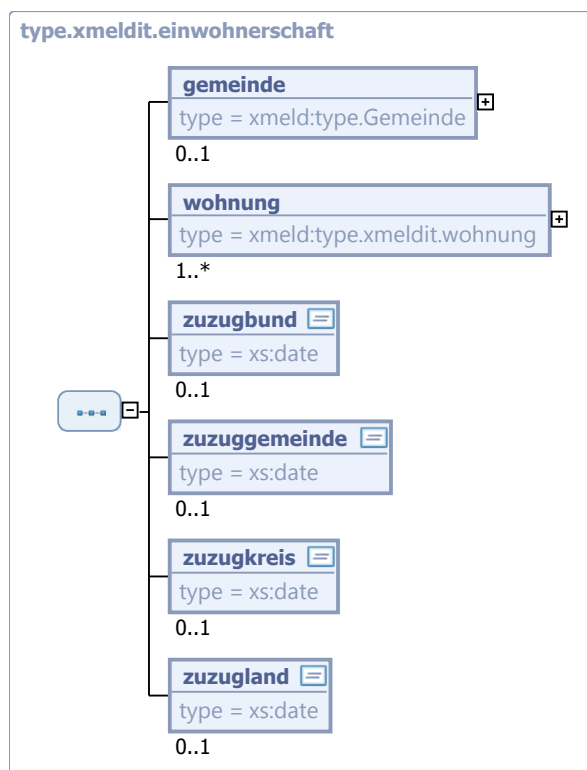 type.xmeldit.einwohnerschaft
gemeinde
type = xmeld:type.Gemeinde
0..1
wohnung
type = xmeld:type.xmeldit.wohnung
1..*
zuzugbund
type = xs:date
0..1
zuzuggemeinde
type = xs:date
0..1
zuzugkreis
type = xs:date
0..1
zuzugland
type = xs:date
0..1